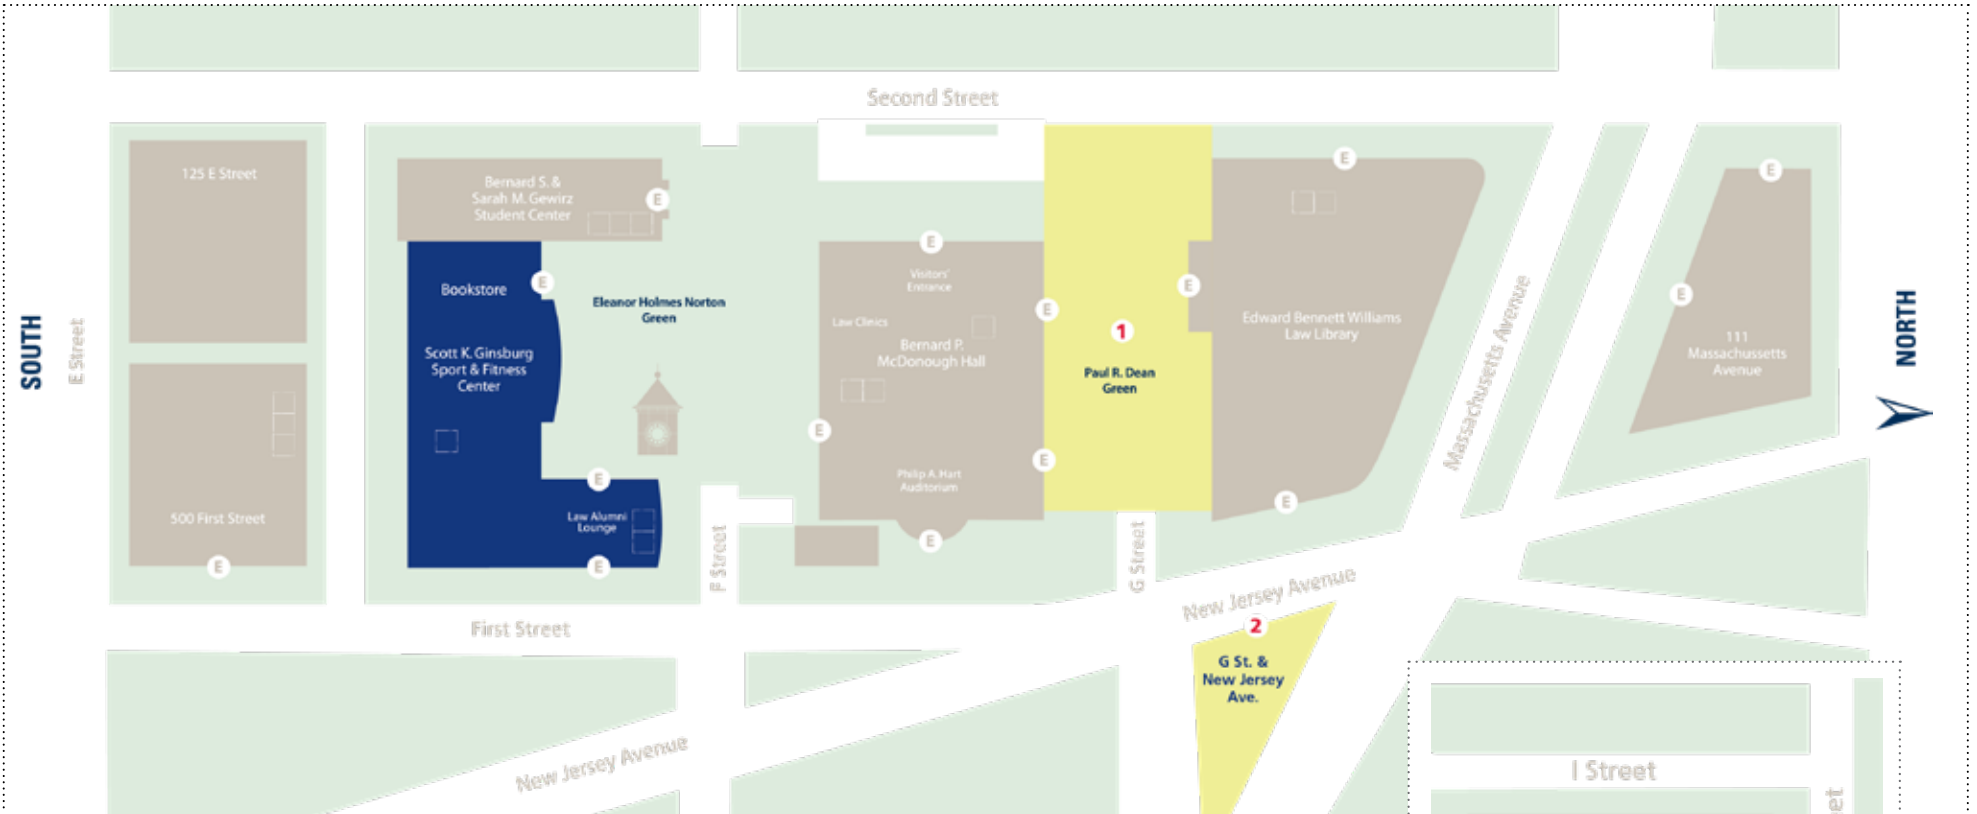 Second Street
125 E Street
Bernard S. &
Sarah M. Gewirz
Student Center
E
E
E
E
Visitors'
Entrance
Bookstore
E
E
E
E
Eleanor Holmes Norton
Green
SOUTH
E Street
Law Clinics
Bernard P.
McDonough Hall
1
Paul R. Dean
Green
Edward Bennett Williams
Law Library
Massachusetts Avenue
111
Massachussetts
Avenue
NORTH
Scott K. Ginsburg
Sport & Fitness
Center
E
E
E
Philip A. Hart
Auditorium
E
500 First Street
Law Alumni
Lounge
E
E
E
F Street
G Street
First Street
New Jersey Avenue
2
G St. &
New Jersey
Ave.
New Jersey Avenue
I Street